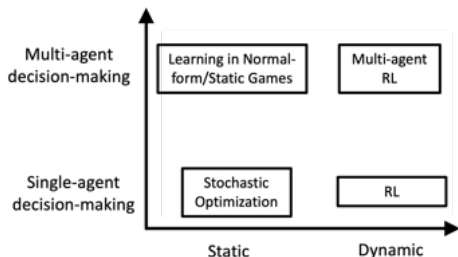 Multi-agent
decision-making
Learning in Normal-
form/Static Games
Multi-agent
RL
Single-agent
decision-making
Stochastic
Optimization
RL
Static
Dynamic